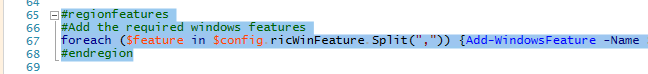 64
65 #regionfeatures
66 #Add the required windows features
67 foreach ($feature in $config.ricWinFeature.Split(",")) {Add-WindowsFeature -Name
68 #endregion
69